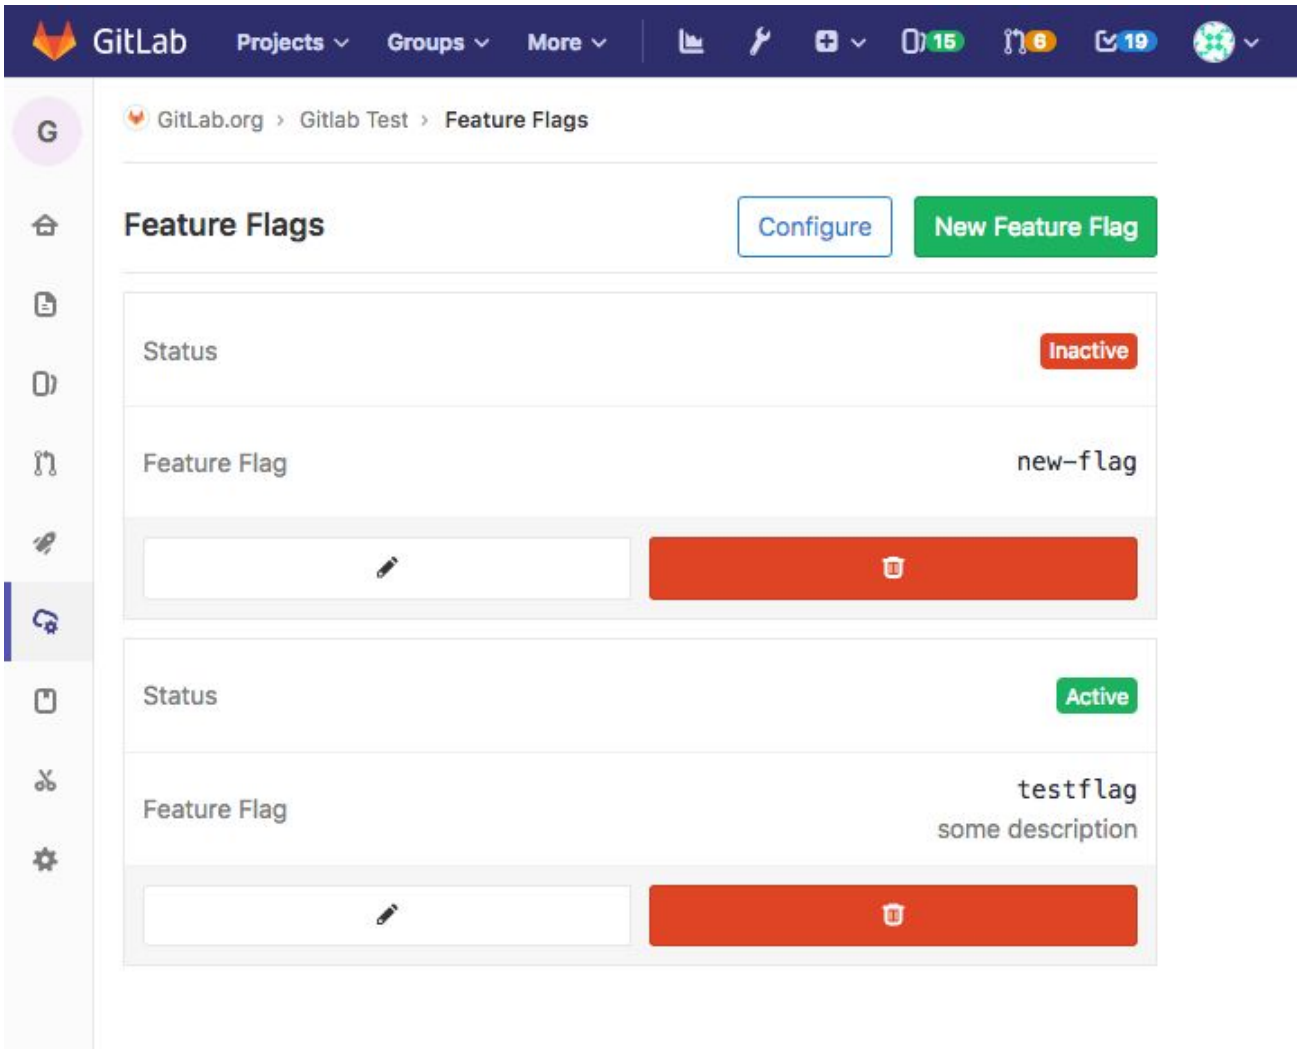 GitLab Projects Groups More 15 6 19
G
GitLab.org › Gitlab Test › Feature Flags
Feature Flags Configure New Feature Flag
Status Inactive
Feature Flag new-flag
Status Active
Feature Flag testflag
some description